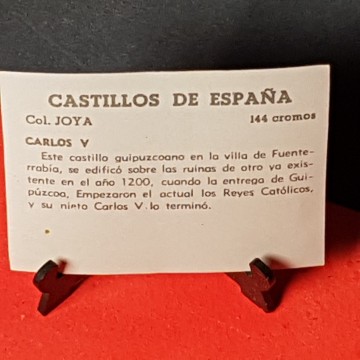 CASTILLOS DE ESPAÑA
Col. JOYA 144 cromos
CARLOS V
Este castillo guipuzcoano en la villa de Fuente-
rrabía, se edificó sobre las ruinas de otro ya exis-
tente en el año 1200, cuando la entrega de Gui-
púzcoa, Empezaron el actual los Reyes Católicos,
y su nieto Carlos V. lo terminó.